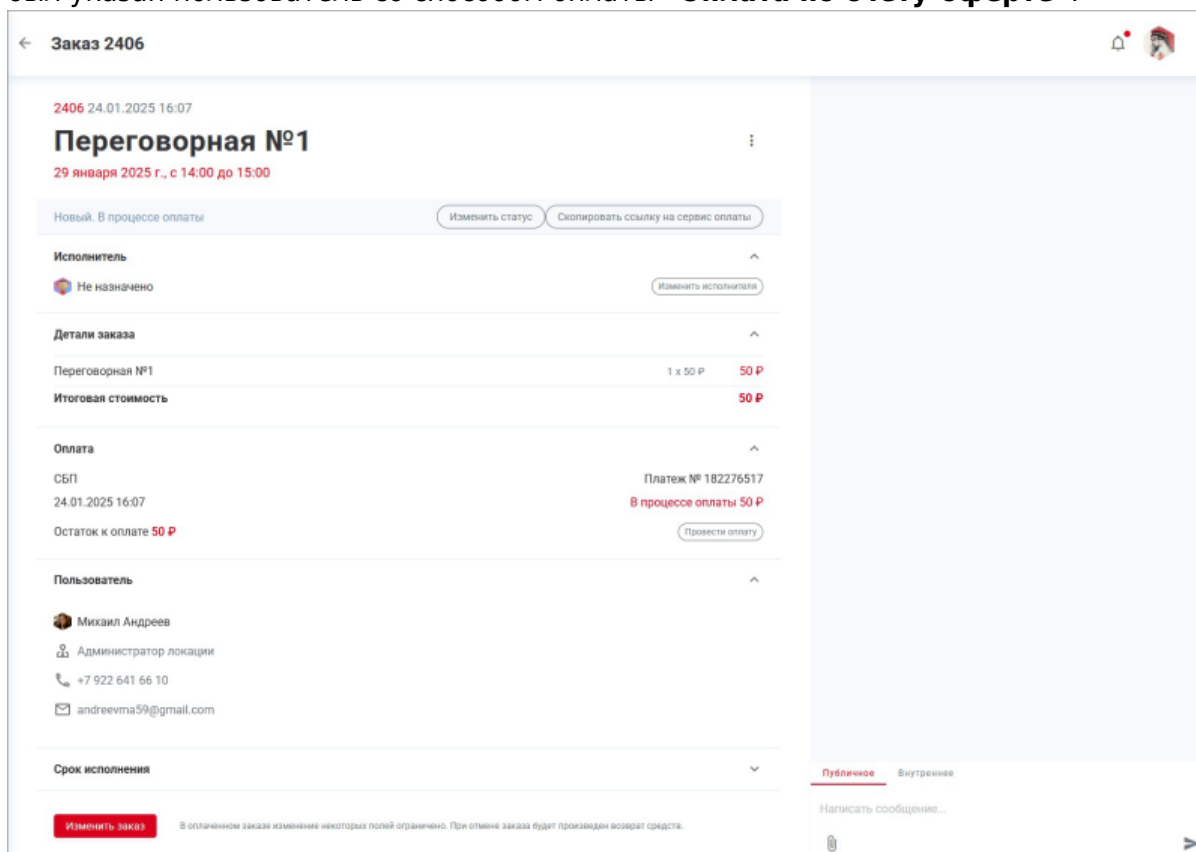 Заказ 2406
2406 24.01.2025 16:07
Переговорная №1
29 января 2025 г., с 14:00 до 15:00
Новый. В процессе оплаты Изменить статус Скопировать ссылку на сервис оплаты
Исполнитель
Не назначено Изменить исполнителя
Детали заказа
Переговорная №1 1 x 50 ₽ 50 ₽
Итоговая стоимость 50 ₽
Оплата
СБП Платеж № 182276517
24.01.2025 16:07 В процессе оплаты 50 ₽
Остаток к оплате 50 ₽ Провести оплату
Пользователь
Михаил Андреев
Администратор локации
+7 922 641 66 10
andreevma59@gmail.com
Срок исполнения
Публичное Внутреннее
Написать сообщение...
Изменить заказ В оплаченном заказе изменение некоторых полей ограничено. При отмене заказа будет произведен возврат средств.